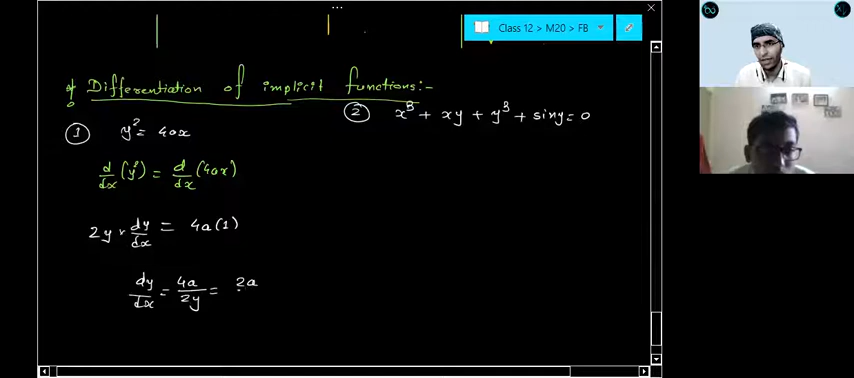 Class 12 > M20 > FB
* Differentiation of implicit functions:-
① y² = 4ax
d/dx (y²) = d/dx (4ax)
2y × dy/dx = 4a(1)
dy/dx = 4a/2y = 2a
② x³ + xy + y³ + siny = 0